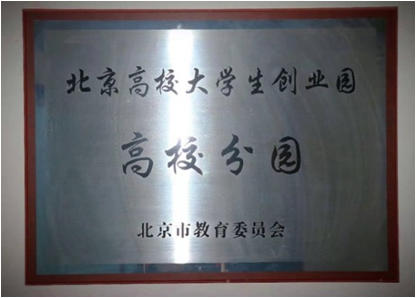 北京高校大学生创业园
高校分园
北京市教育委员会